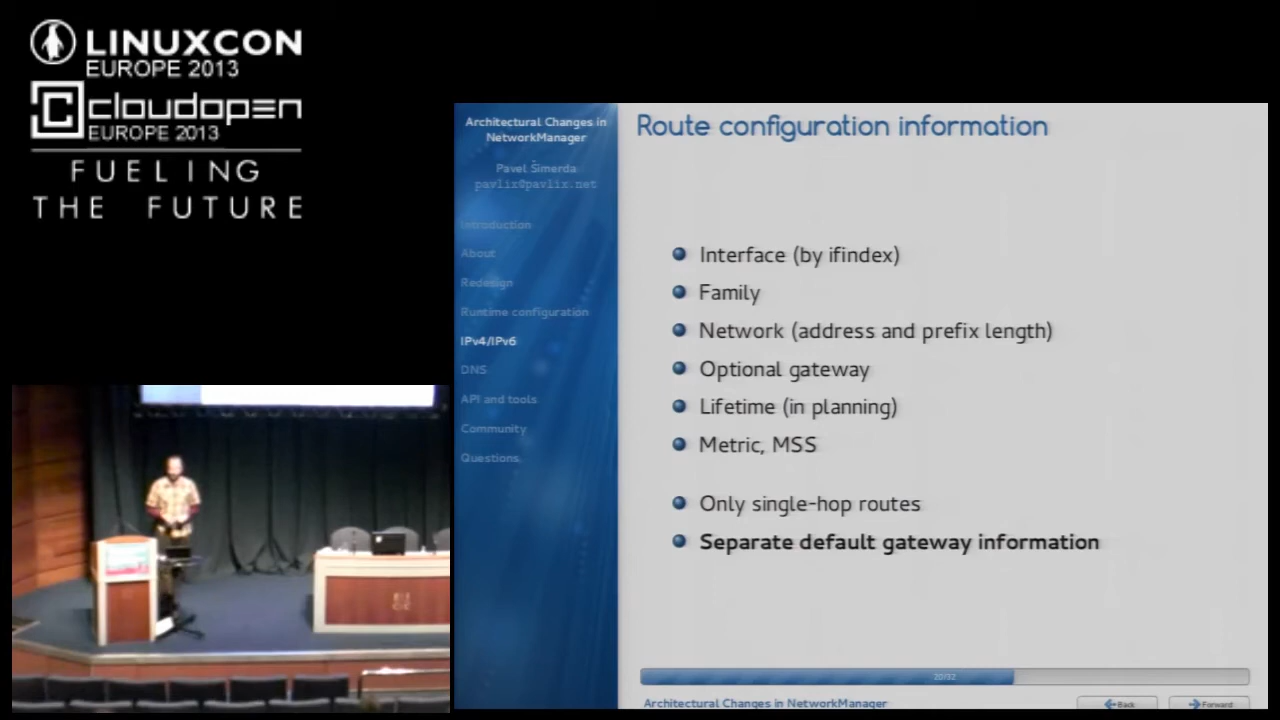 LINUXCON
EUROPE 2013
cloudopen
EUROPE 2013
FUELING
THE FUTURE
Architectural Changes in
NetworkManager
Pavel Šimerda
pavlix@pavlix.net
Introduction
About
Redesign
Runtime configuration
IPv4/IPv6
DNS
API and tools
Community
Questions
Route configuration information
Interface (by ifindex)
Family
Network (address and prefix length)
Optional gateway
Lifetime (in planning)
Metric, MSS
Only single-hop routes
Separate default gateway information
Architectural Changes in NetworkManager
Back
Forward